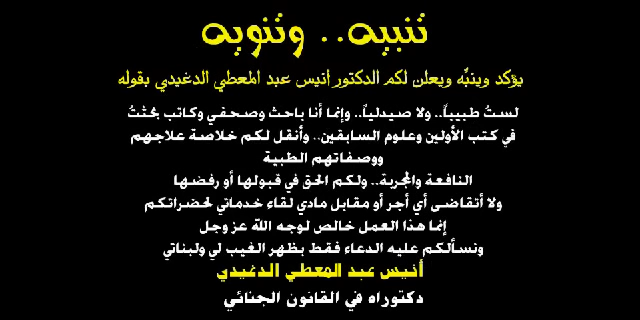 تنبيه.. وتنويه
يؤكد وينبّه ويعلن لكم الدكتور أنيس عبد المعطي الدغيدي بقوله
لستُ طبيباً.. ولا صيدلياً.. وإنما أنا باحث وصحفي وكاتب بحثتُ
في كتب الأولين وعلوم السابقين.. وأنقل لكم خلاصة علاجهم
ووصفاتهم الطبية
النافعة والمجربة.. ولكم الحق في قبولها أو رفضها
ولا أتقاضى أي أجر أو مقابل مادي لقاء خدماتي لحضراتكم
إنما هذا العمل خالص لوجه الله عز وجل
ونسألكم عليه الدعاء فقط بظهر الغيب لي ولبناتي
أنيس عبد المعطي الدغيدي
دكتوراه في القانون الجنائي